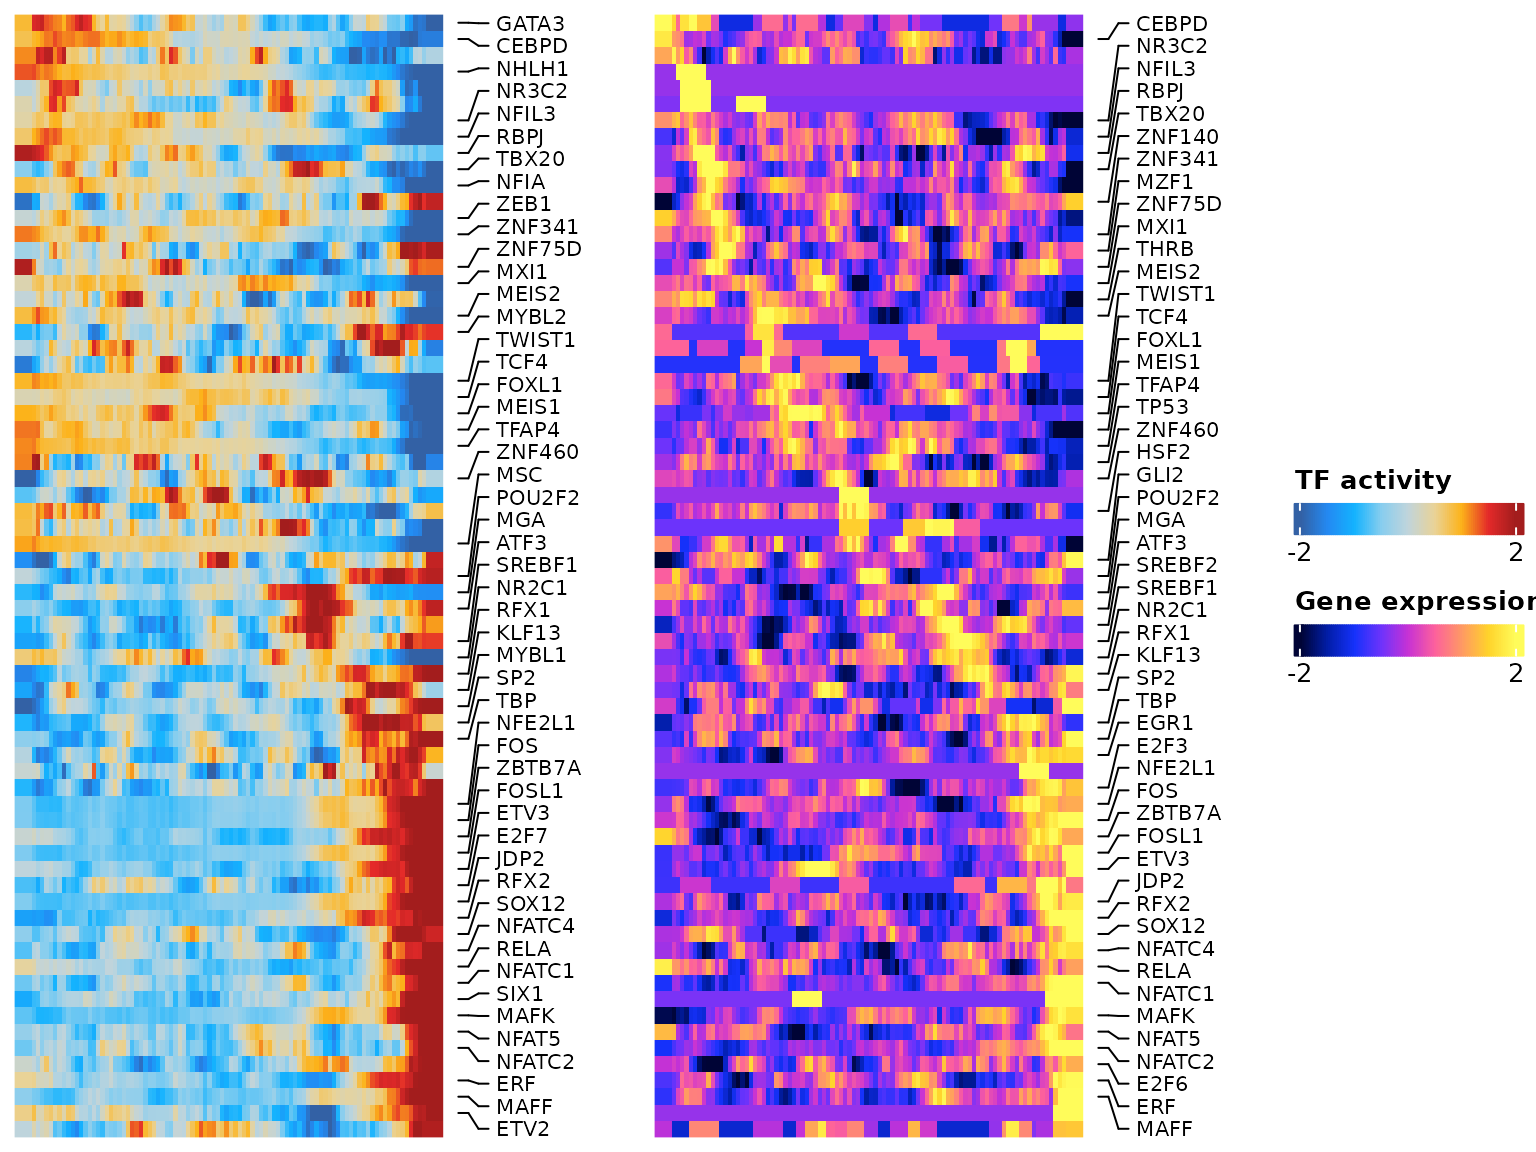 GATA3
CEBPD
NHLH1
NR3C2
NFIL3
RBPJ
TBX20
NFIA
ZEB1
ZNF341
ZNF75D
MXI1
MEIS2
MYBL2
TWIST1
TCF4
FOXL1
MEIS1
TFAP4
ZNF460
MSC
POU2F2
MGA
ATF3
SREBF1
NR2C1
RFX1
KLF13
MYBL1
SP2
TBP
NFE2L1
FOS
ZBTB7A
FOSL1
ETV3
E2F7
JDP2
RFX2
SOX12
NFATC4
RELA
NFATC1
SIX1
MAFK
NFAT5
NFATC2
ERF
MAFF
ETV2
CEBPD
NR3C2
NFIL3
RBPJ
TBX20
ZNF140
ZNF341
MZF1
ZNF75D
MXI1
THRB
MEIS2
TWIST1
TCF4
FOXL1
MEIS1
TFAP4
TP53
ZNF460
HSF2
GLI2
POU2F2
MGA
ATF3
SREBF2
SREBF1
NR2C1
RFX1
KLF13
SP2
TBP
EGR1
E2F3
NFE2L1
FOS
ZBTB7A
FOSL1
ETV3
JDP2
RFX2
SOX12
NFATC4
RELA
NFATC1
MAFK
NFAT5
NFATC2
E2F6
ERF
MAFF
TF activity
-2 2
Gene expression
-2 2